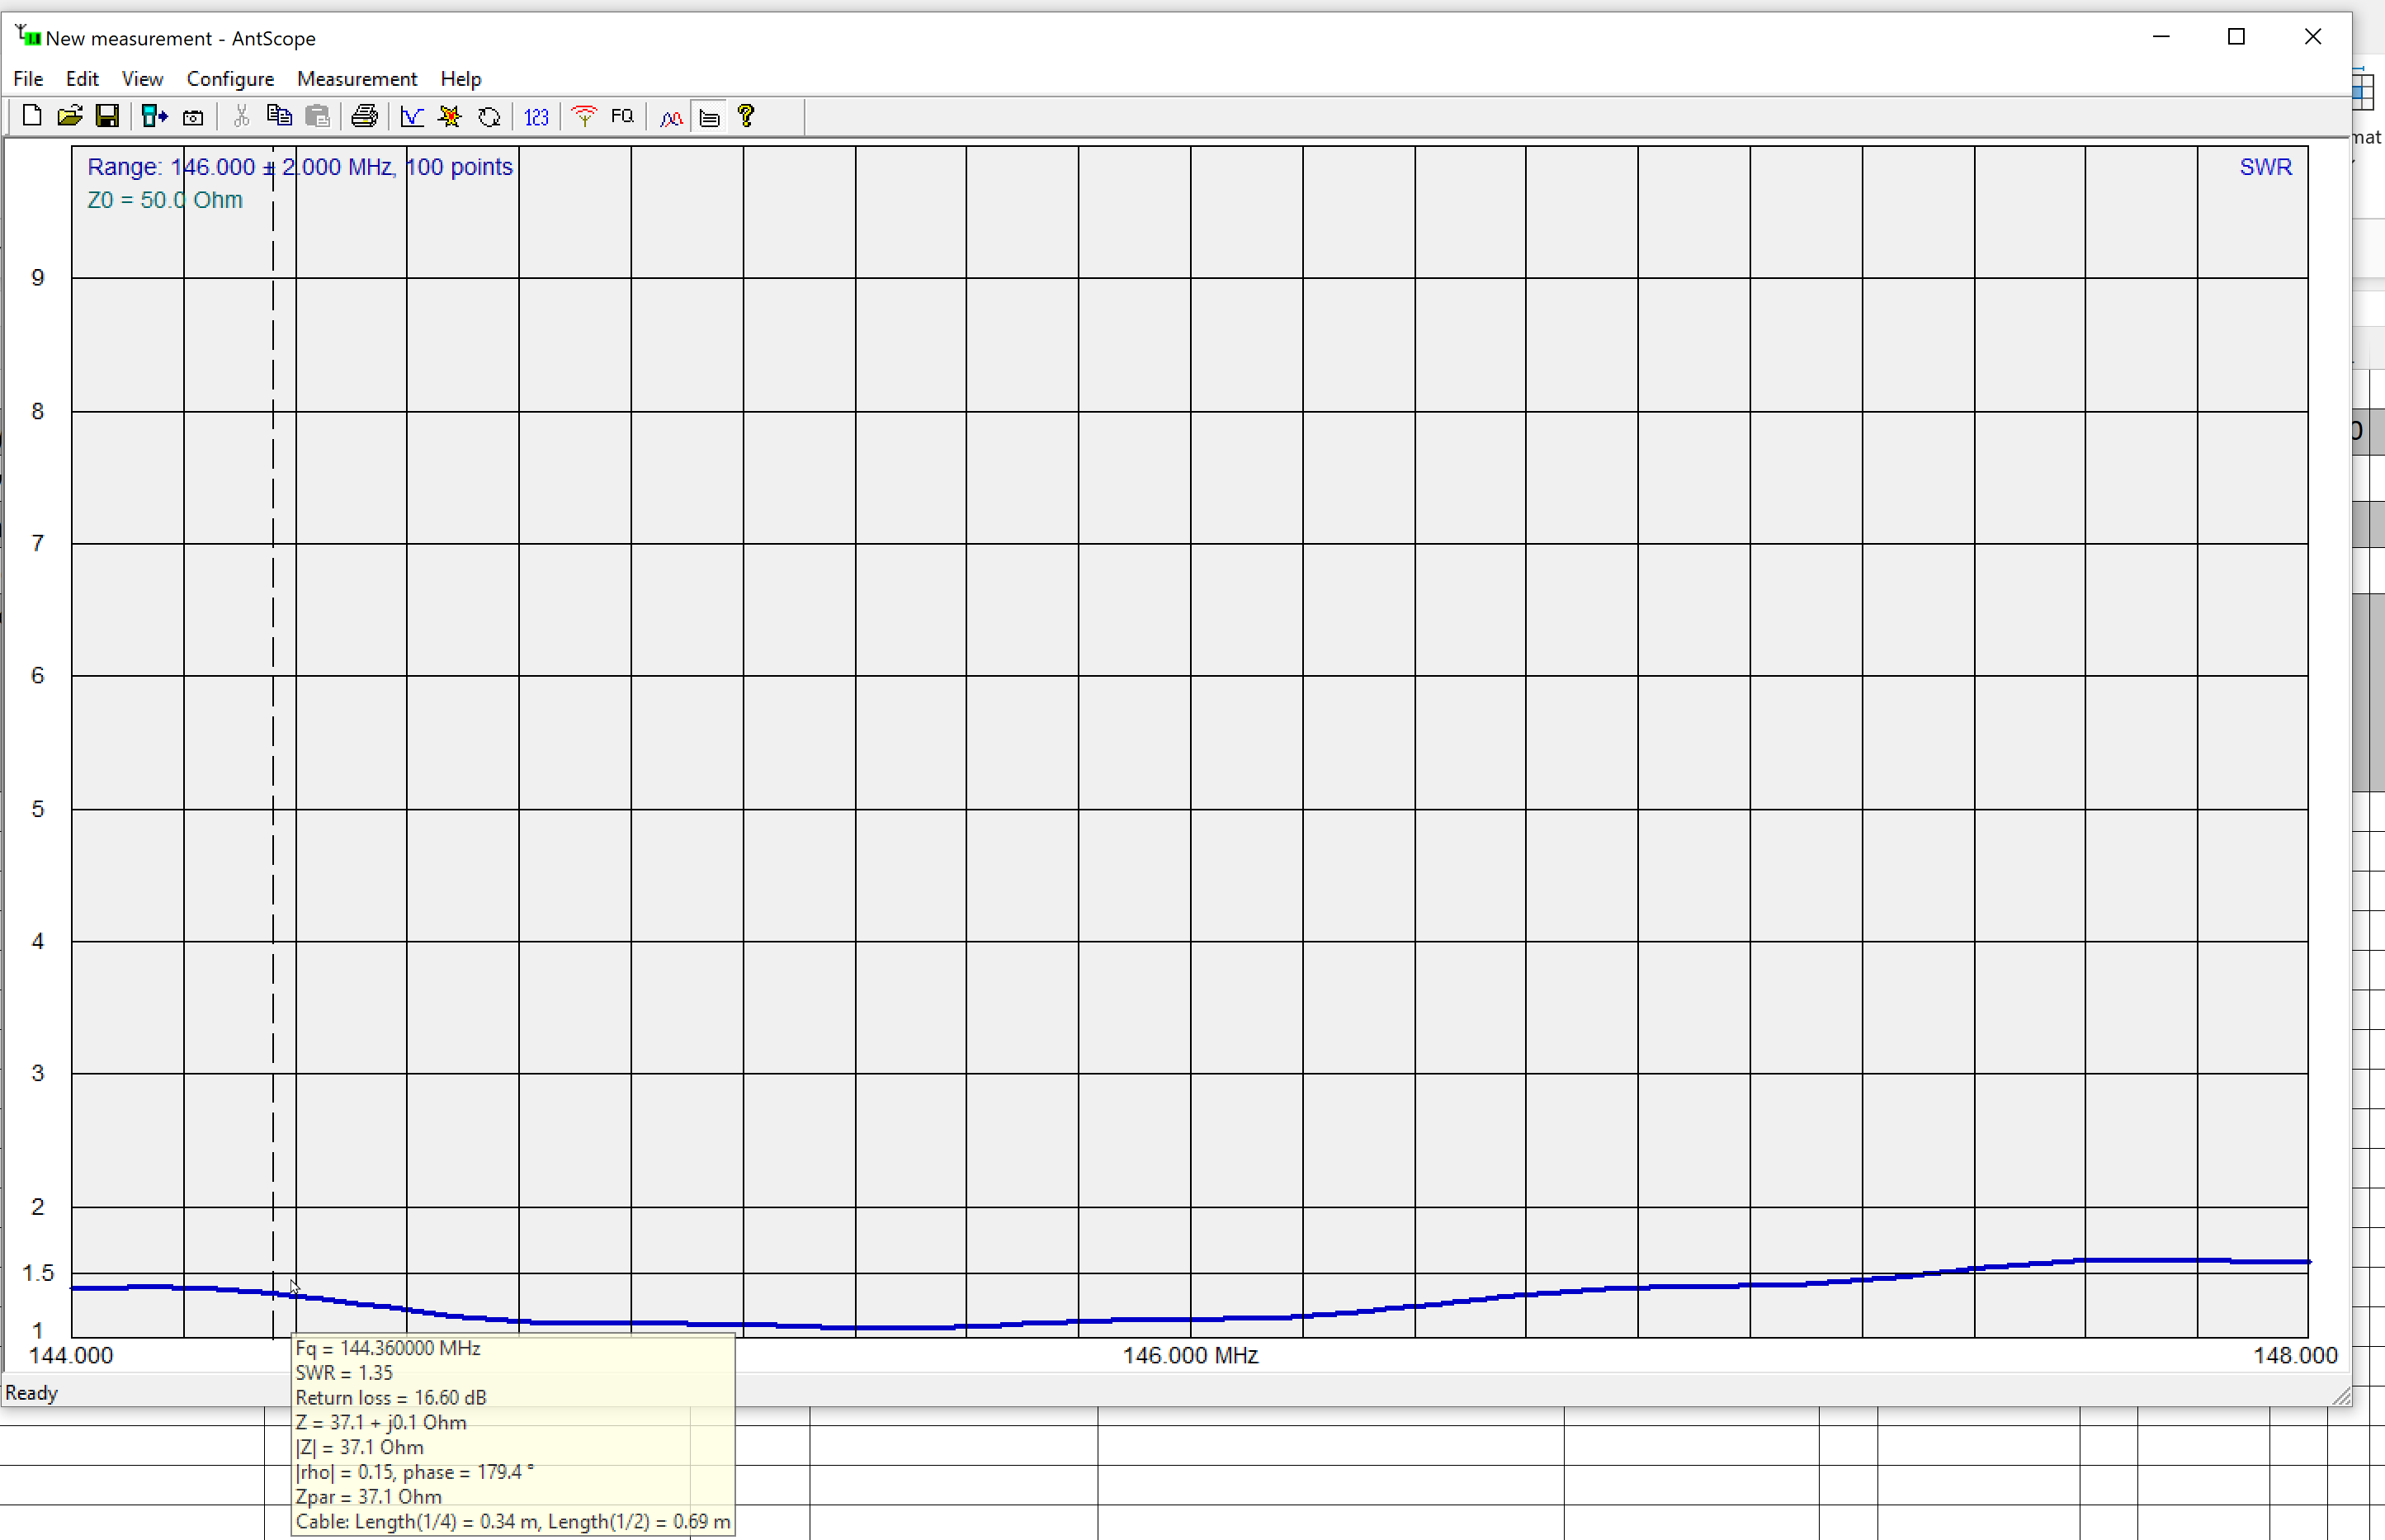 New measurement - AntScope
File Edit View Configure Measurement Help
123 FQ
mat
Range: 146.000 ± 2.000 MHz, 100 points
SWR
Z0 = 50.0 Ohm
9
8
7
6
5
4
3
2
1.5
1
144.000
146.000 MHz
148.000
Fq = 144.360000 MHz
SWR = 1.35
Return loss = 16.60 dB
Z = 37.1 + j0.1 Ohm
|Z| = 37.1 Ohm
|rho| = 0.15, phase = 179.4 °
Zpar = 37.1 Ohm
Cable: Length(1/4) = 0.34 m, Length(1/2) = 0.69 m
Ready